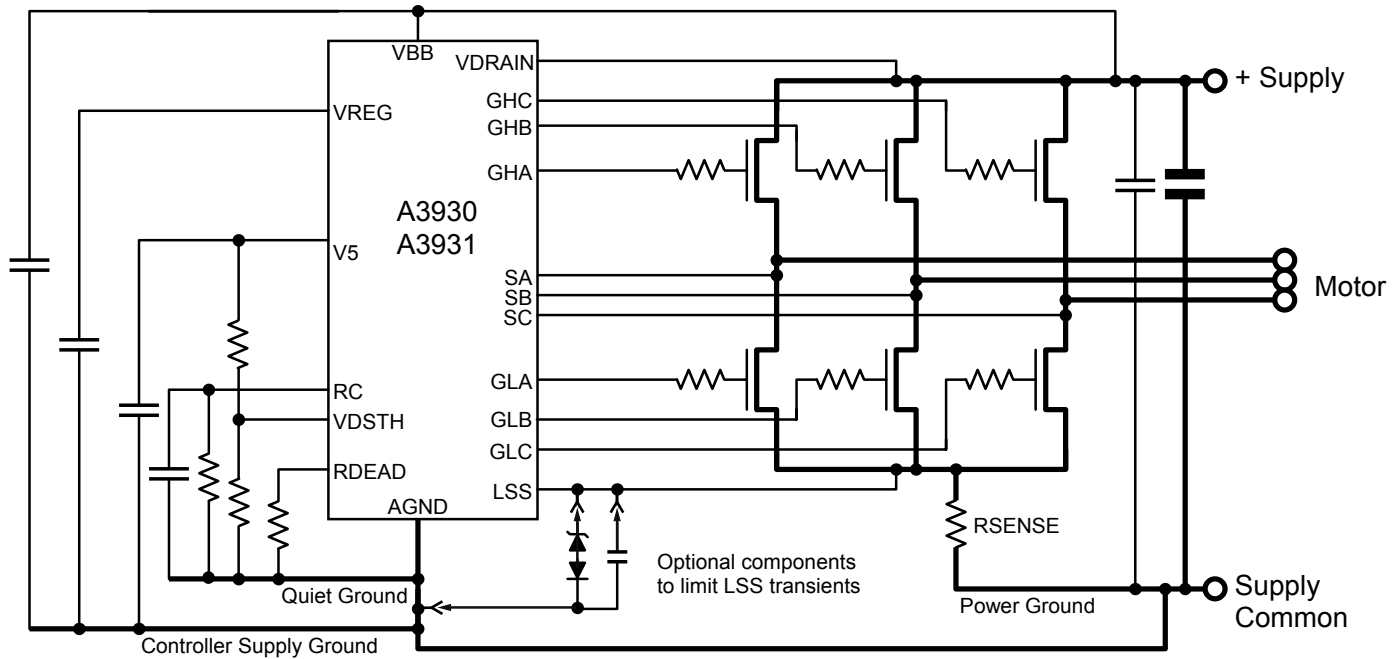 VBB
VDRAIN
+ Supply
VREG
GHC
GHB
GHA
A3930
A3931
V5
SA
SB
SC
Motor
RC
VDSTH
RDEAD
AGND
GLA
GLB
GLC
LSS
RSENSE
Optional components
to limit LSS transients
Quiet Ground
Power Ground
Supply
Common
Controller Supply Ground